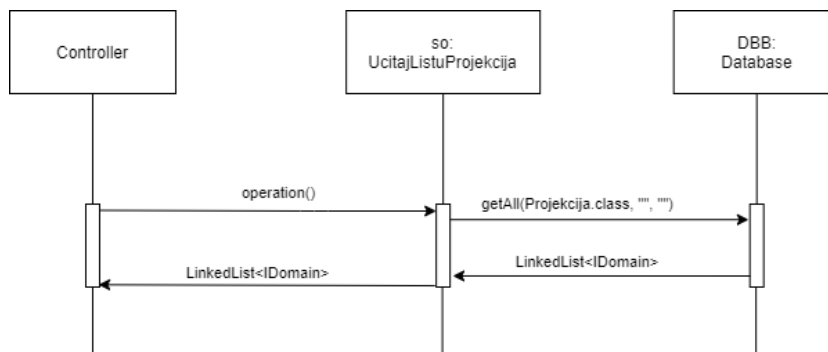 Controller
so:
UcitajListuProjekcija
DBB:
Database
operation()
getAll(Projekcija.class, "", "")
LinkedList<IDomain>
LinkedList<IDomain>